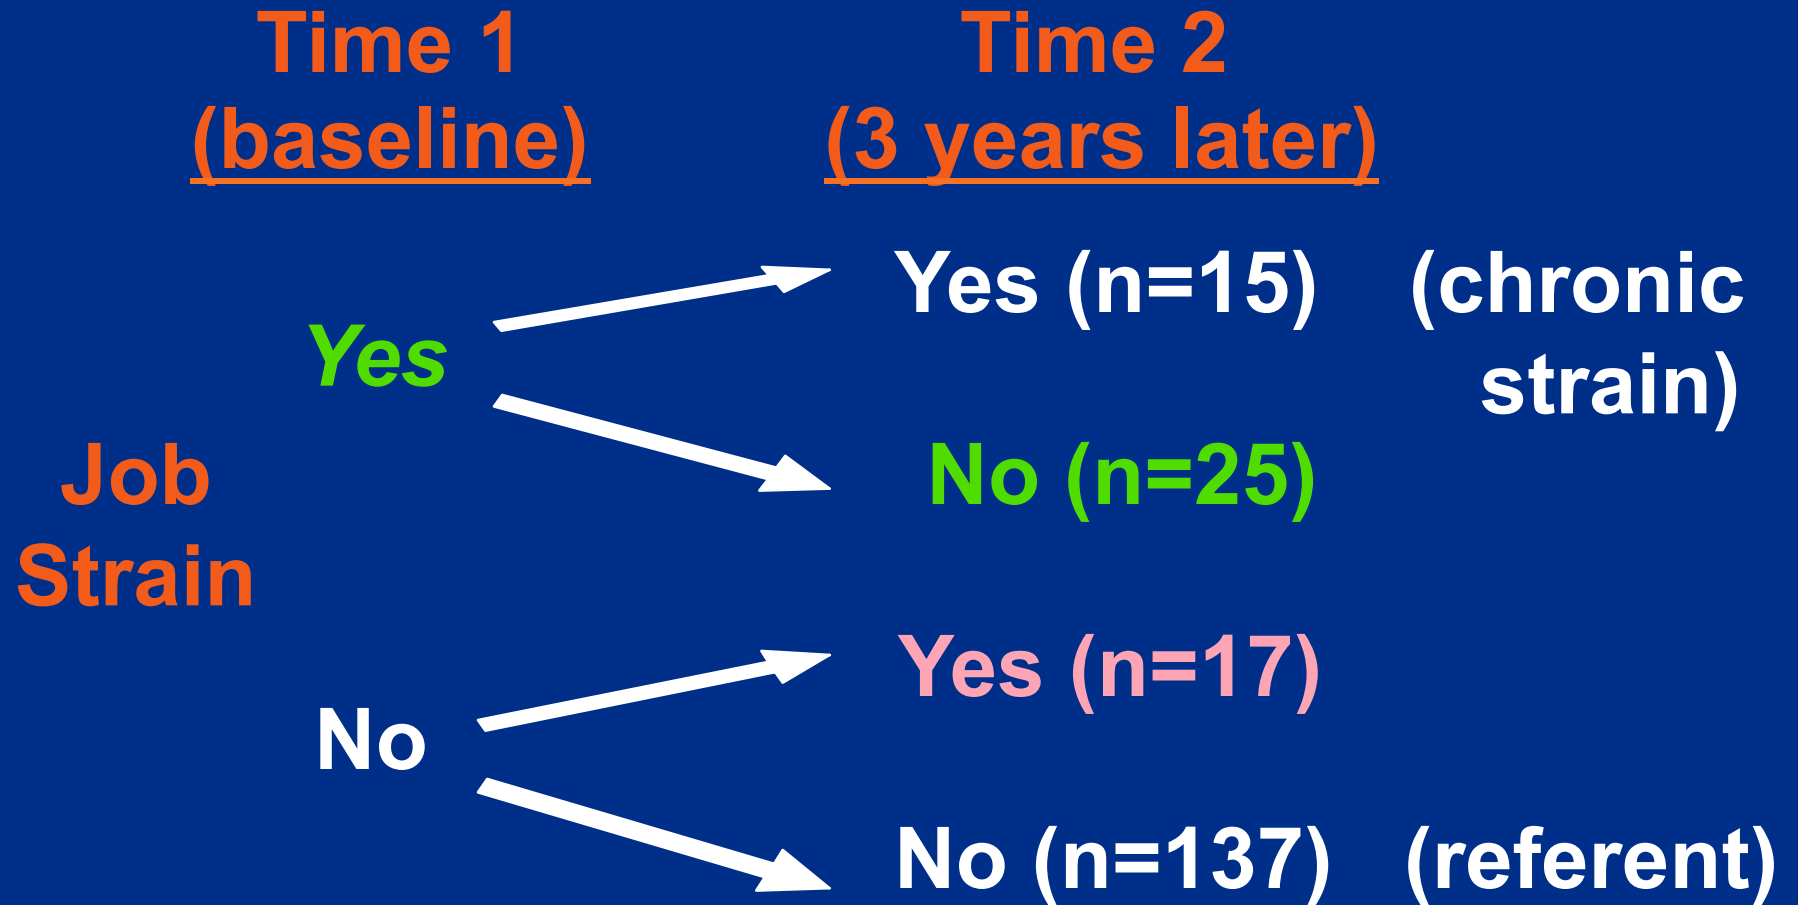 Time 1 Time 2
(baseline) (3 years later)
Yes (n=15) (chronic
Yes strain)
Job No (n=25)
Strain
Yes (n=17)
No
No (n=137) (referent)